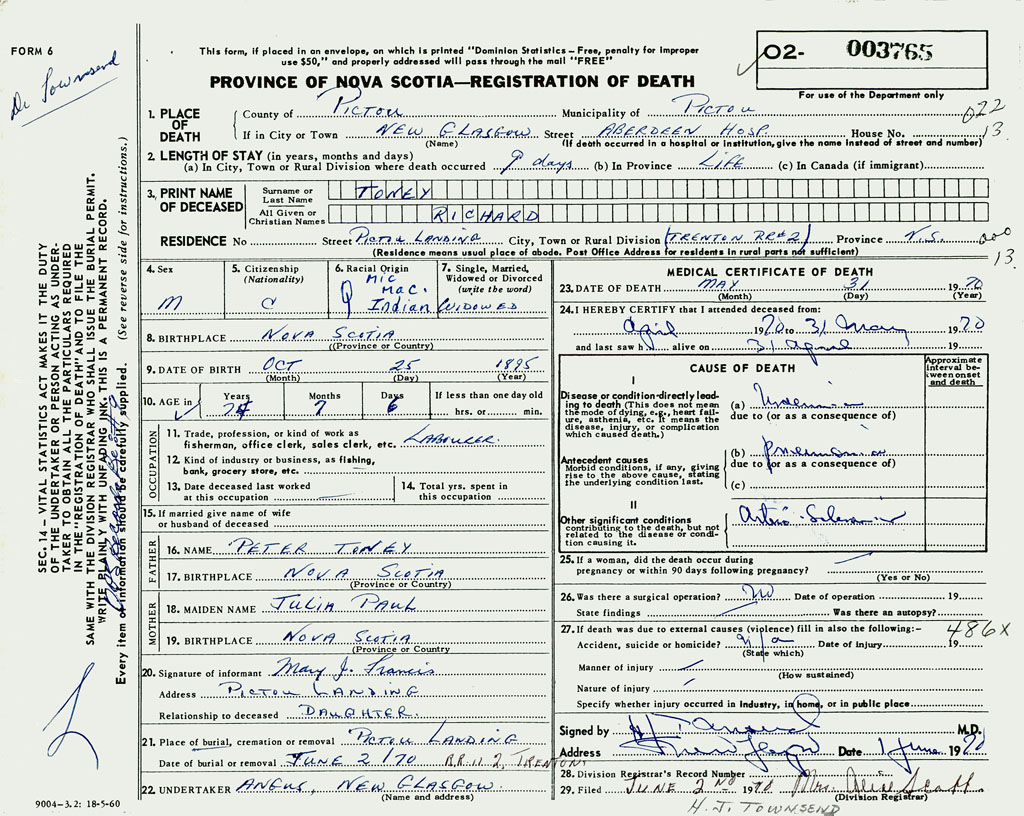 FORM 6
Dr Townsend
This form, if placed in an envelope, on which is printed "Dominion Statistics – Free, penalty for improper
use $50," and properly addressed will pass through the mail "FREE"
PROVINCE OF NOVA SCOTIA—REGISTRATION OF DEATH
02- 003765
For use of the Department only
022
13.
1. PLACE OF DEATH
County of PICTOU Municipality of PICTOU
If in City or Town NEW GLASGOW Street ABERDEEN HOSP. House No.
(Name) (If death occurred in a hospital or institution, give the name instead of street and number)
2. LENGTH OF STAY (in years, months and days)
(a) In City, Town or Rural Division where death occurred 9 days (b) In Province LIFE (c) In Canada (if immigrant)
3. PRINT NAME OF DECEASED
Surname or Last Name TONEY
All Given or Christian Names RICHARD
RESIDENCE No. Street PICTOU LANDING City, Town or Rural Division (TRENTON RR#2) Province N.S.
(Residence means usual place of abode. Post Office Address for residents in rural parts not sufficient)
000
13.
4. Sex M
5. Citizenship (Nationality) C
6. Racial Origin MIC MAC. Indian
7. Single, Married, Widowed or Divorced (write the word) WIDOWED
8. BIRTHPLACE NOVA SCOTIA
(Province or Country)
9. DATE OF BIRTH OCT 25 1895
(Month) (Day) (Year)
10. AGE in Years 74 Months 7 Days 6 If less than one day old hrs. or min.
OCCUPATION
11. Trade, profession, or kind of work as fisherman, office clerk, sales clerk, etc. LABOURER.
12. Kind of industry or business, as fishing, bank, grocery store, etc.
13. Date deceased last worked at this occupation
14. Total yrs. spent in this occupation
15. If married give name of wife or husband of deceased
FATHER
16. NAME PETER TONEY
17. BIRTHPLACE NOVA SCOTIA
(Province or Country)
MOTHER
18. MAIDEN NAME JULIA PAUL
19. BIRTHPLACE NOVA SCOTIA
(Province or Country
20. Signature of informant Mary J. Francis
Address PICTOU LANDING
Relationship to deceased DAUGHTER.
21. Place of burial, cremation or removal PICTOU LANDING
Date of burial or removal JUNE 2/70 RR # 2, TRENTON
22. UNDERTAKER ANGUS, NEW GLASGOW.
(Name and address)
MEDICAL CERTIFICATE OF DEATH
23. DATE OF DEATH MAY 31 1970
(Month) (Day) (Year)
24. I HEREBY CERTIFY that I attended deceased from:
April 1970 to 31 May 1970
and last saw h alive on 31 April 19
CAUSE OF DEATH
Approximate interval between onset and death
I
Disease or condition directly leading to death (This does not mean the mode of dying, e.g., heart failure, asthenia, etc. It means the disease, injury, or complication which caused death.)
(a) Uraemia
due to (or as a consequence of)
Antecedent causes
Morbid conditions, if any, giving rise to the above cause, stating the underlying condition last.
(b) pneumonia
due to (or as a consequence of)
(c)
II
Other significant conditions contributing to the death, but not related to the disease or condition causing it.
25. If a woman, did the death occur during
pregnancy or within 90 days following pregnancy?
(Yes or No)
26. Was there a surgical operation? No Date of operation 19
State findings Was there an autopsy?
27. If death was due to external causes (violence) fill in also the following:– 486X
Accident, suicide or homicide? n/a Date of injury 19
(State which)
Manner of injury
(How sustained)
Nature of injury
Specify whether injury occurred in industry, in home, or in public place
Signed by M.D.
Address Date 1 June 1970
28. Division Registrar's Record Number
29. Filed JUNE 2ND 1970 Mrs. Alice Scott
(Division Registrar)
H. J. TOWNSEND
SEC. 14 – VITAL STATISTICS ACT MAKES IT THE DUTY
OF THE UNDERTAKER OR PERSON ACTING AS UNDER-
TAKER TO OBTAIN ALL THE PARTICULARS REQUIRED
IN THE "REGISTRATION OF DEATH" AND TO FILE THE
SAME WITH THE DIVISION REGISTRAR WHO SHALL ISSUE THE BURIAL PERMIT.
WRITE PLAINLY WITH UNFADING INK. THIS IS A PERMANENT RECORD.
Every item of information should be carefully supplied. (See reverse side for instructions.)
9004–3.2: 18-5-60